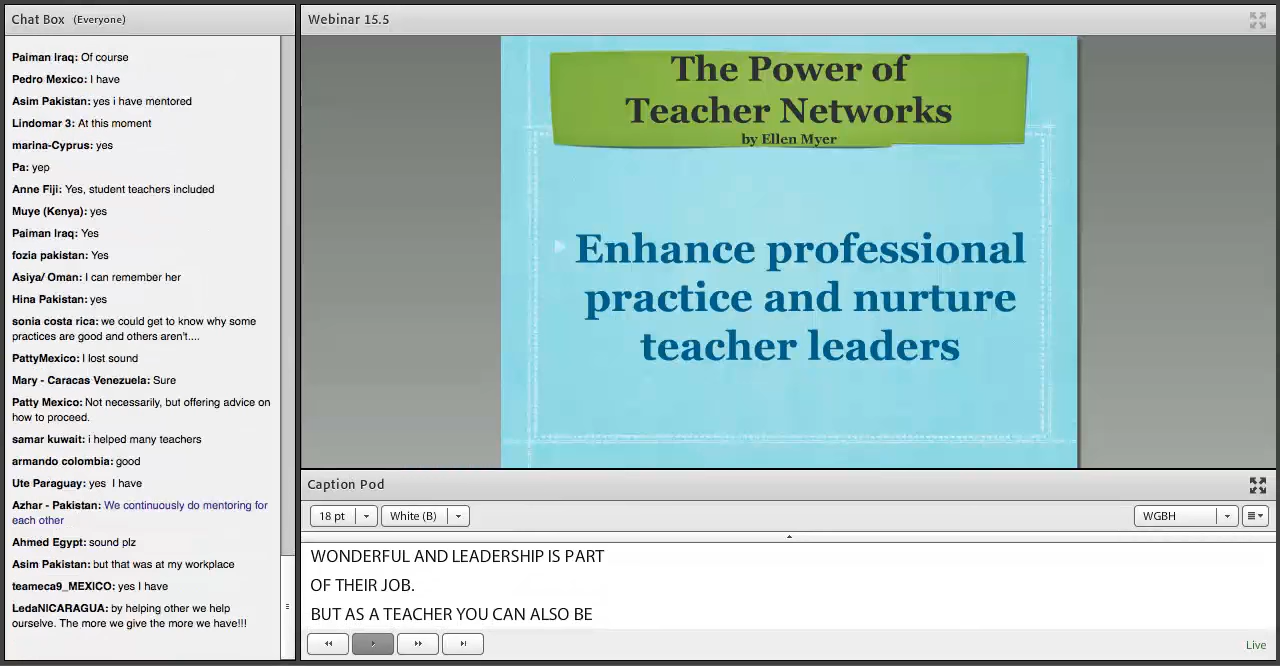 Chat Box (Everyone)
Paiman Iraq: Of course
Pedro Mexico: I have
Asim Pakistan: yes i have mentored
Lindomar 3: At this moment
marina-Cyprus: yes
Pa: yep
Anne Fiji: Yes, student teachers included
Muye (Kenya): yes
Paiman Iraq: Yes
fozia pakistan: Yes
Asiya/ Oman: I can remember her
Hina Pakistan: yes
sonia costa rica: we could get to know why some
practices are good and others aren't....
PattyMexico: I lost sound
Mary - Caracas Venezuela: Sure
Patty Mexico: Not necessarily, but offering advice on
how to proceed.
samar kuwait: i helped many teachers
armando colombia: good
Ute Paraguay: yes I have
Azhar - Pakistan: We continuously do mentoring for
each other
Ahmed Egypt: sound plz
Asim Pakistan: but that was at my workplace
teameca9_MEXICO: yes I have
LedaNICARAGUA: by helping other we help
ourselve. The more we give the more we have!!!
Webinar 15.5
The Power of
Teacher Networks
by Ellen Myer
Enhance professional
practice and nurture
teacher leaders
Caption Pod
18 pt
White (B)
WGBH
WONDERFUL AND LEADERSHIP IS PART
OF THEIR JOB.
BUT AS A TEACHER YOU CAN ALSO BE
Live